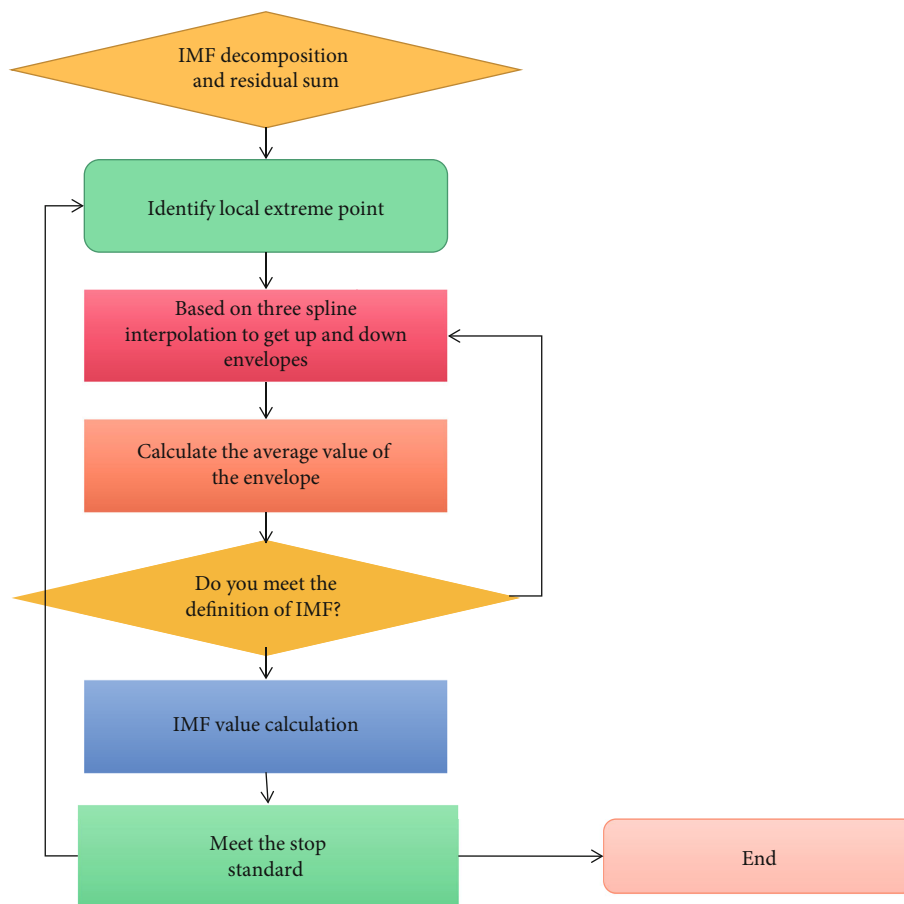 IMF decomposition
and residual sum
Identify local extreme point
Based on three spline
interpolation to get up and down
envelopes
Calculate the average value of
the envelope
Do you meet the
definition of IMF?
IMF value calculation
Meet the stop
standard
End